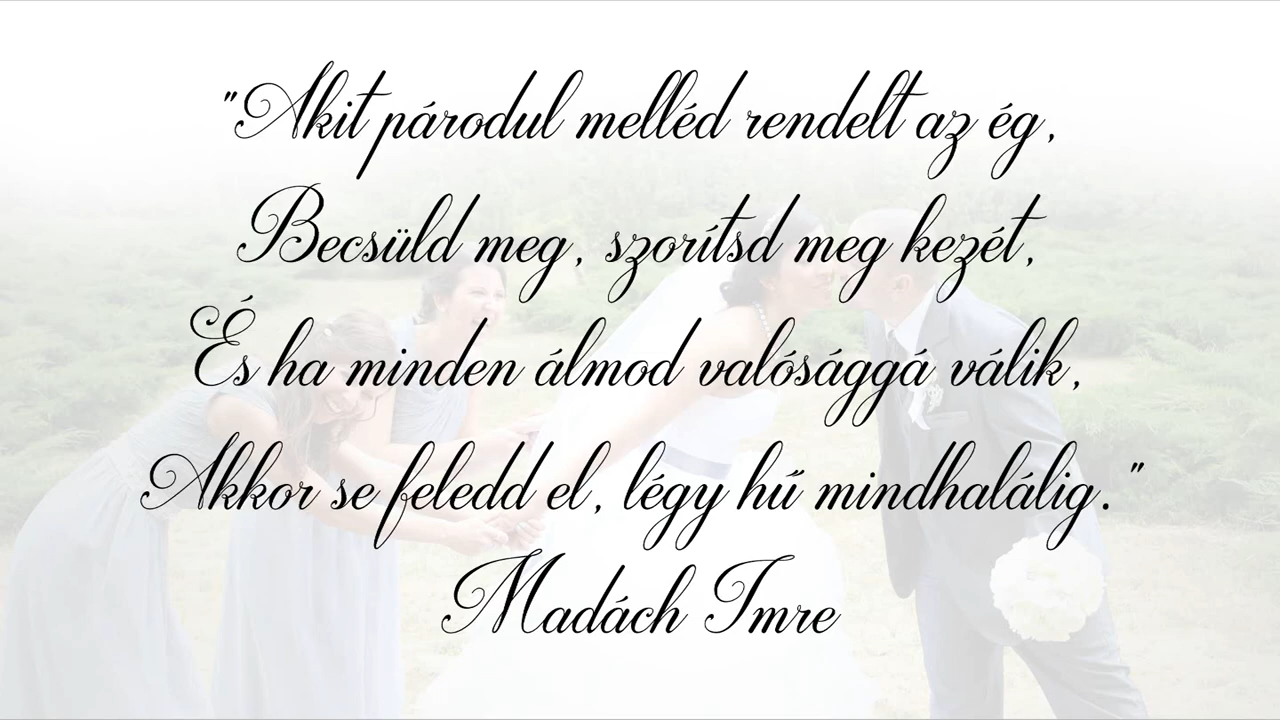 "Akit párodul melléd rendelt az ég,
Becsüld meg, szorítsd meg kezét,
És ha minden álmod valósággá válik,
Akkor se feledd el, légy hű mindhalálig."
Madách Imre